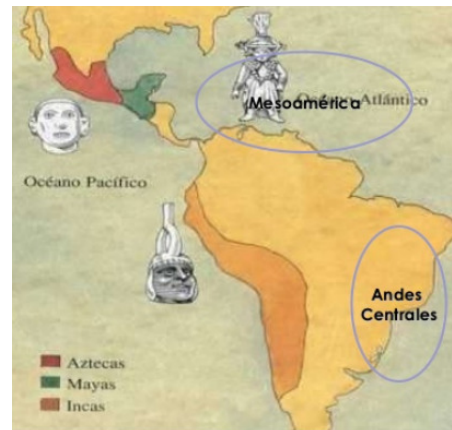 Mesoamérica
Océano Atlántico
Océano Pacífico
Andes
Centrales
Aztecas
Mayas
Incas